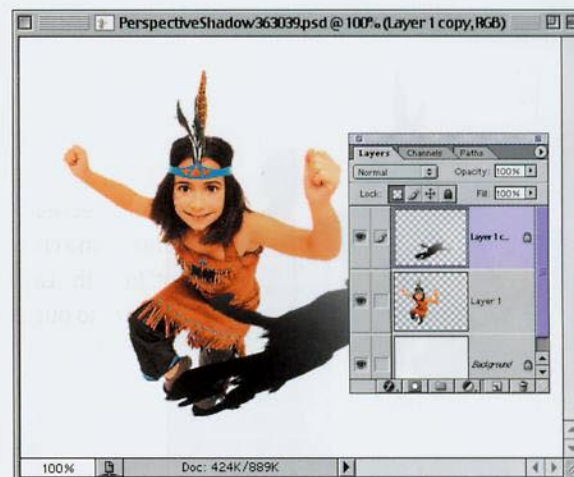 PerspectiveShadow363039.psd @ 100% (Layer 1 copy, RGB)
Layers Channels Paths
Normal Opacity: 100%
Lock: Fill: 100%
Layer 1 c...
Layer 1
Background
100% Doc: 424K/889K